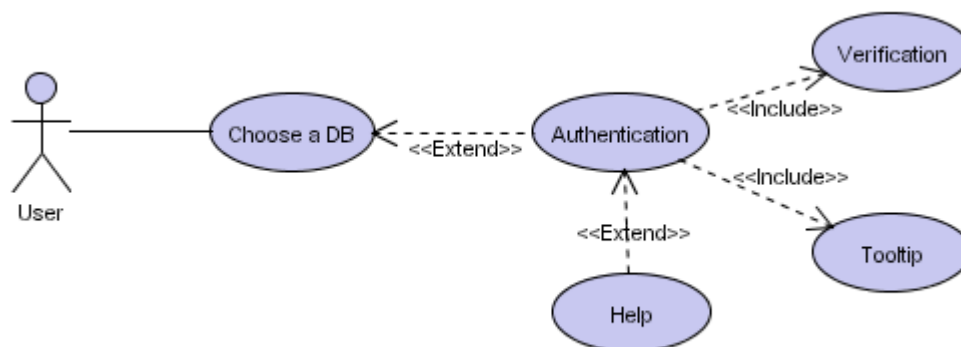 Verification
<<Include>>
User
Choose a DB
<<Extend>>
Authentication
<<Include>>
Tooltip
<<Extend>>
Help